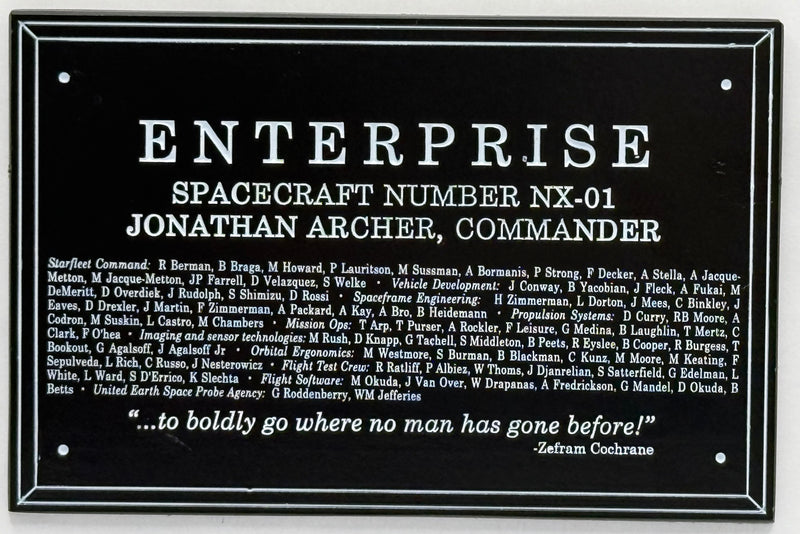 ENTERPRISE
SPACECRAFT NUMBER NX-01
JONATHAN ARCHER, COMMANDER
Starfleet Command: R Berman, B Braga, M Howard, P Lauritson, M Sussman, A Bormanis, P Strong, F Decker, A Stella, A Jacque-
Metton, M Jacque-Metton, JP Farrell, D Velazquez, S Welke • Vehicle Development: J Conway, B Yacobian, J Fleck, A Fukai, M
DeMeritt, D Overdiek, J Rudolph, S Shimizu, D Rossi • Spaceframe Engineering: H Zimmerman, L Dorton, J Mees, C Binkley, J
Eaves, D Drexler, J Martin, F Zimmerman, A Packard, A Kay, A Bro, B Heidemann • Propulsion Systems: D Curry, RB Moore, A
Codron, M Suskin, L Castro, M Chambers • Mission Ops: T Arp, T Purser, A Rockler, F Leisure, G Medina, B Laughlin, T Mertz, C
Clark, F O'hea • Imaging and sensor technologies: M Rush, D Knapp, G Tachell, S Middleton, B Peets, R Eyslee, B Cooper, R Burgess, T
Bookout, G Agalsoff, J Agalsoff Jr • Orbital Ergonomics: M Westmore, S Burman, B Blackman, C Kunz, M Moore, M Keating, F
Sepulveda, L Rich, C Russo, J Nesterowicz • Flight Test Crew: R Ratliff, P Albiez, W Thoms, J Djanrelian, S Satterfield, G Edelman, L
White, L Ward, S D'Errico, K Slechta • Flight Software: M Okuda, J Van Over, W Drapanas, A Fredrickson, G Mandel, D Okuda, B
Betts • United Earth Space Probe Agency: G Roddenberry, WM Jefferies
“...to boldly go where no man has gone before!”
-Zefram Cochrane